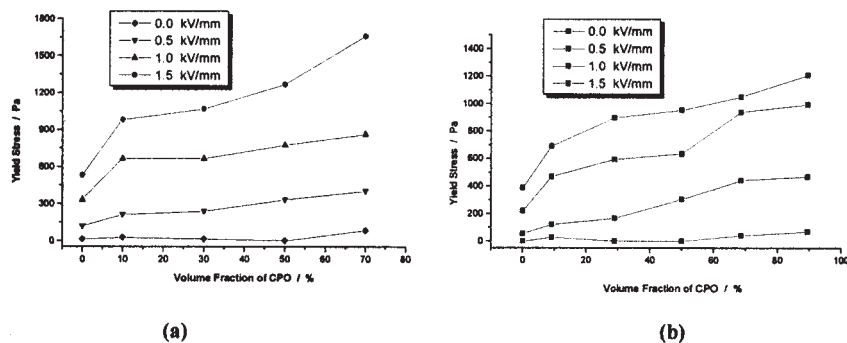 1800
1500
1200
900
600
300
0
Yield Stress / Pa
0.0 kV/mm
0.5 kV/mm
1.0 kV/mm
1.5 kV/mm
0 10 20 30 40 50 60 70 80
Volume Fraction of CPO / %
(a)
1400
1200
1000
800
600
400
200
0
Yield Stress / Pa
0.0 kV/mm
0.5 kV/mm
1.0 kV/mm
1.5 kV/mm
0 20 40 60 80 100
Volume Fraction of CPO / %
(b)